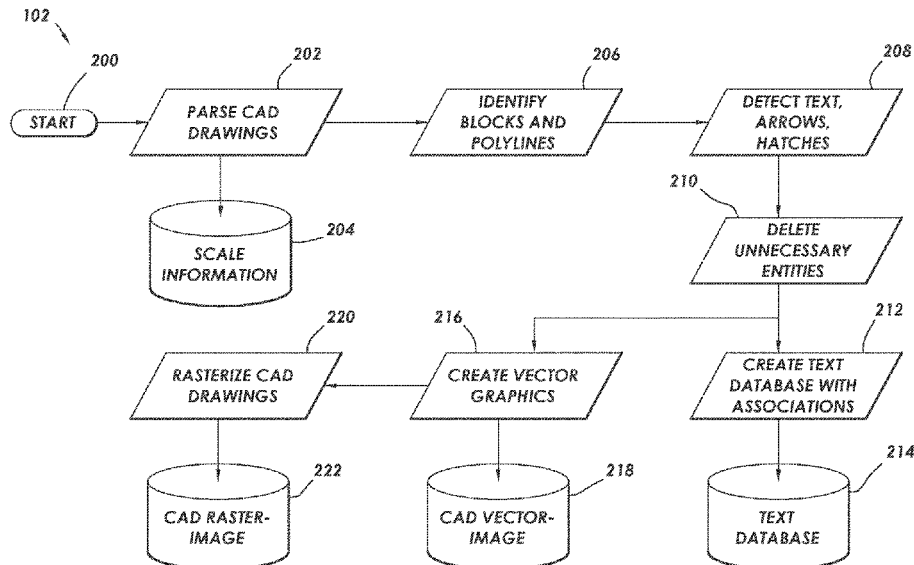 102
200
START
202
PARSE CAD
DRAWINGS
206
IDENTIFY
BLOCKS AND
POLYLINES
208
DETECT TEXT,
ARROWS,
HATCHES
204
SCALE
INFORMATION
210
DELETE
UNNECESSARY
ENTITIES
220
RASTERIZE CAD
DRAWINGS
216
CREATE VECTOR
GRAPHICS
212
CREATE TEXT
DATABASE WITH
ASSOCIATIONS
222
CAD RASTER-
IMAGE
218
CAD VECTOR-
IMAGE
214
TEXT
DATABASE